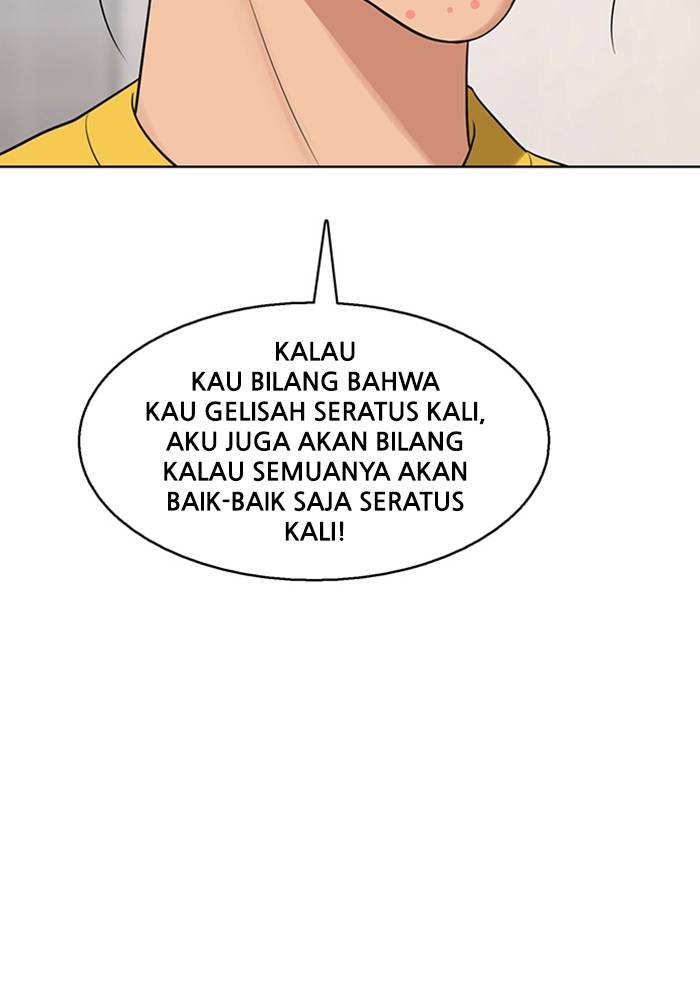 KALAU
KAU BILANG BAHWA
KAU GELISAH SERATUS KALI,
AKU JUGA AKAN BILANG
KALAU SEMUANYA AKAN
BAIK-BAIK SAJA SERATUS
KALI!